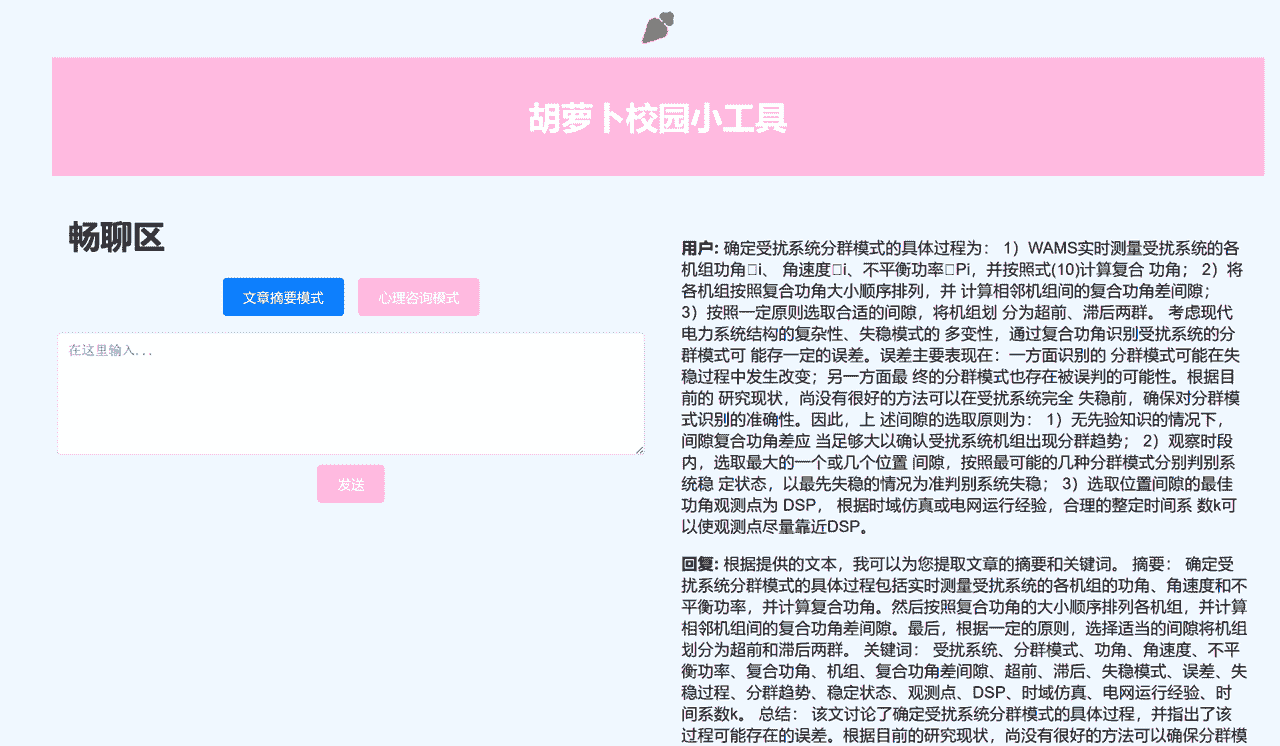 胡萝卜校园小工具
畅聊区
文章摘要模式
心理咨询模式
在这里输入...
发送
用户: 确定受扰系统分群模式的具体过程为： 1）WAMS实时测量受扰系统的各
机组功角□i、 角速度□i、不平衡功率□Pi，并按照式(10)计算复合 功角； 2）将
各机组按照复合功角大小顺序排列，并 计算相邻机组间的复合功角差间隙；
3）按照一定原则选取合适的间隙，将机组划 分为超前、滞后两群。 考虑现代
电力系统结构的复杂性、失稳模式的 多变性，通过复合功角识别受扰系统的分
群模式可 能存一定的误差。误差主要表现在：一方面识别的 分群模式可能在失
稳过程中发生改变；另一方面最 终的分群模式也存在被误判的可能性。根据目
前的 研究现状，尚没有很好的方法可以在受扰系统完全 失稳前，确保对分群模
式识别的准确性。因此，上 述间隙的选取原则为： 1）无先验知识的情况下，
间隙复合功角差应 当足够大以确认受扰系统机组出现分群趋势； 2）观察时段
内，选取最大的一个或几个位置 间隙，按照最可能的几种分群模式分别判别系
统稳 定状态，以最先失稳的情况为准判别系统失稳； 3）选取位置间隙的最佳
功角观测点为 DSP， 根据时域仿真或电网运行经验，合理的整定时间系 数k可
以使观测点尽量靠近DSP。
回复: 根据提供的文本，我可以为您提取文章的摘要和关键词。 摘要： 确定受
扰系统分群模式的具体过程包括实时测量受扰系统的各机组的功角、角速度和不
平衡功率，并计算复合功角。然后按照复合功角的大小顺序排列各机组，并计算
相邻机组间的复合功角差间隙。最后，根据一定的原则，选择适当的间隙将机组
划分为超前和滞后两群。 关键词： 受扰系统、分群模式、功角、角速度、不平
衡功率、复合功角、机组、复合功角差间隙、超前、滞后、失稳模式、误差、失
稳过程、分群趋势、稳定状态、观测点、DSP、时域仿真、电网运行经验、时
间系数k。 总结： 该文讨论了确定受扰系统分群模式的具体过程，并指出了该
过程可能存在的误差。根据目前的研究现状，尚没有很好的方法可以确保分群模